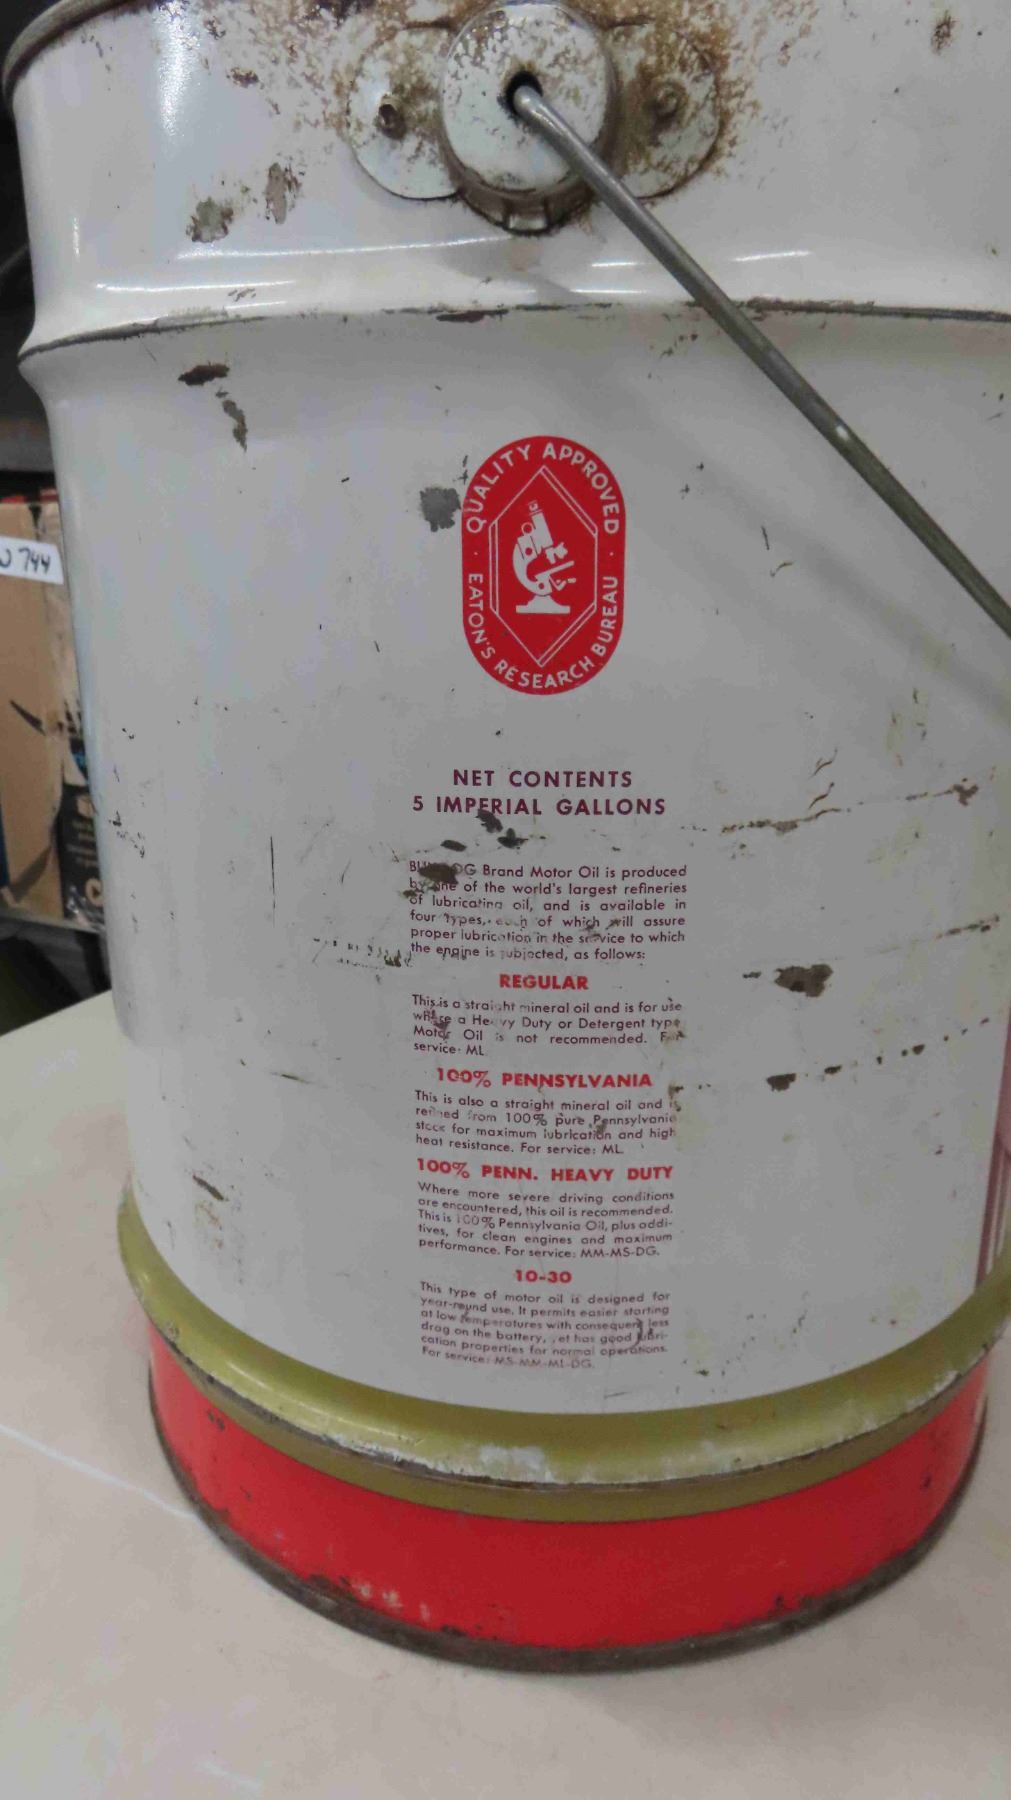 QUALITY APPROVED
EATON'S RESEARCH BUREAU
744
NET CONTENTS
5 IMPERIAL GALLONS
Brand Motor Oil is produced
by one of the world's largest refineries
of lubricating oil, and is available in
four types, each of which will assure
proper lubrication in the service to which
the engine is subjected, as follows:
REGULAR
This is a straight mineral oil and is for use
where a Heavy Duty or Detergent type
Motor Oil is not recommended. For
service: ML
100% PENNSYLVANIA
This is also a straight mineral oil and is
refined from 100% pure Pennsylvania
stock for maximum lubrication and high
heat resistance. For service: ML.
100% PENN. HEAVY DUTY
Where more severe driving conditions
are encountered, this oil is recommended.
This is 100% Pennsylvania Oil, plus addi-
tives, for clean engines and maximum
performance. For service: MM-MS-DG.
10-30
This type of motor oil is designed for
year-round use. It permits easier starting
at low temperatures with consequent less
drag on the battery, yet has good lubri-
cation properties for normal operations.
For service: MS-MM-ML-DG.